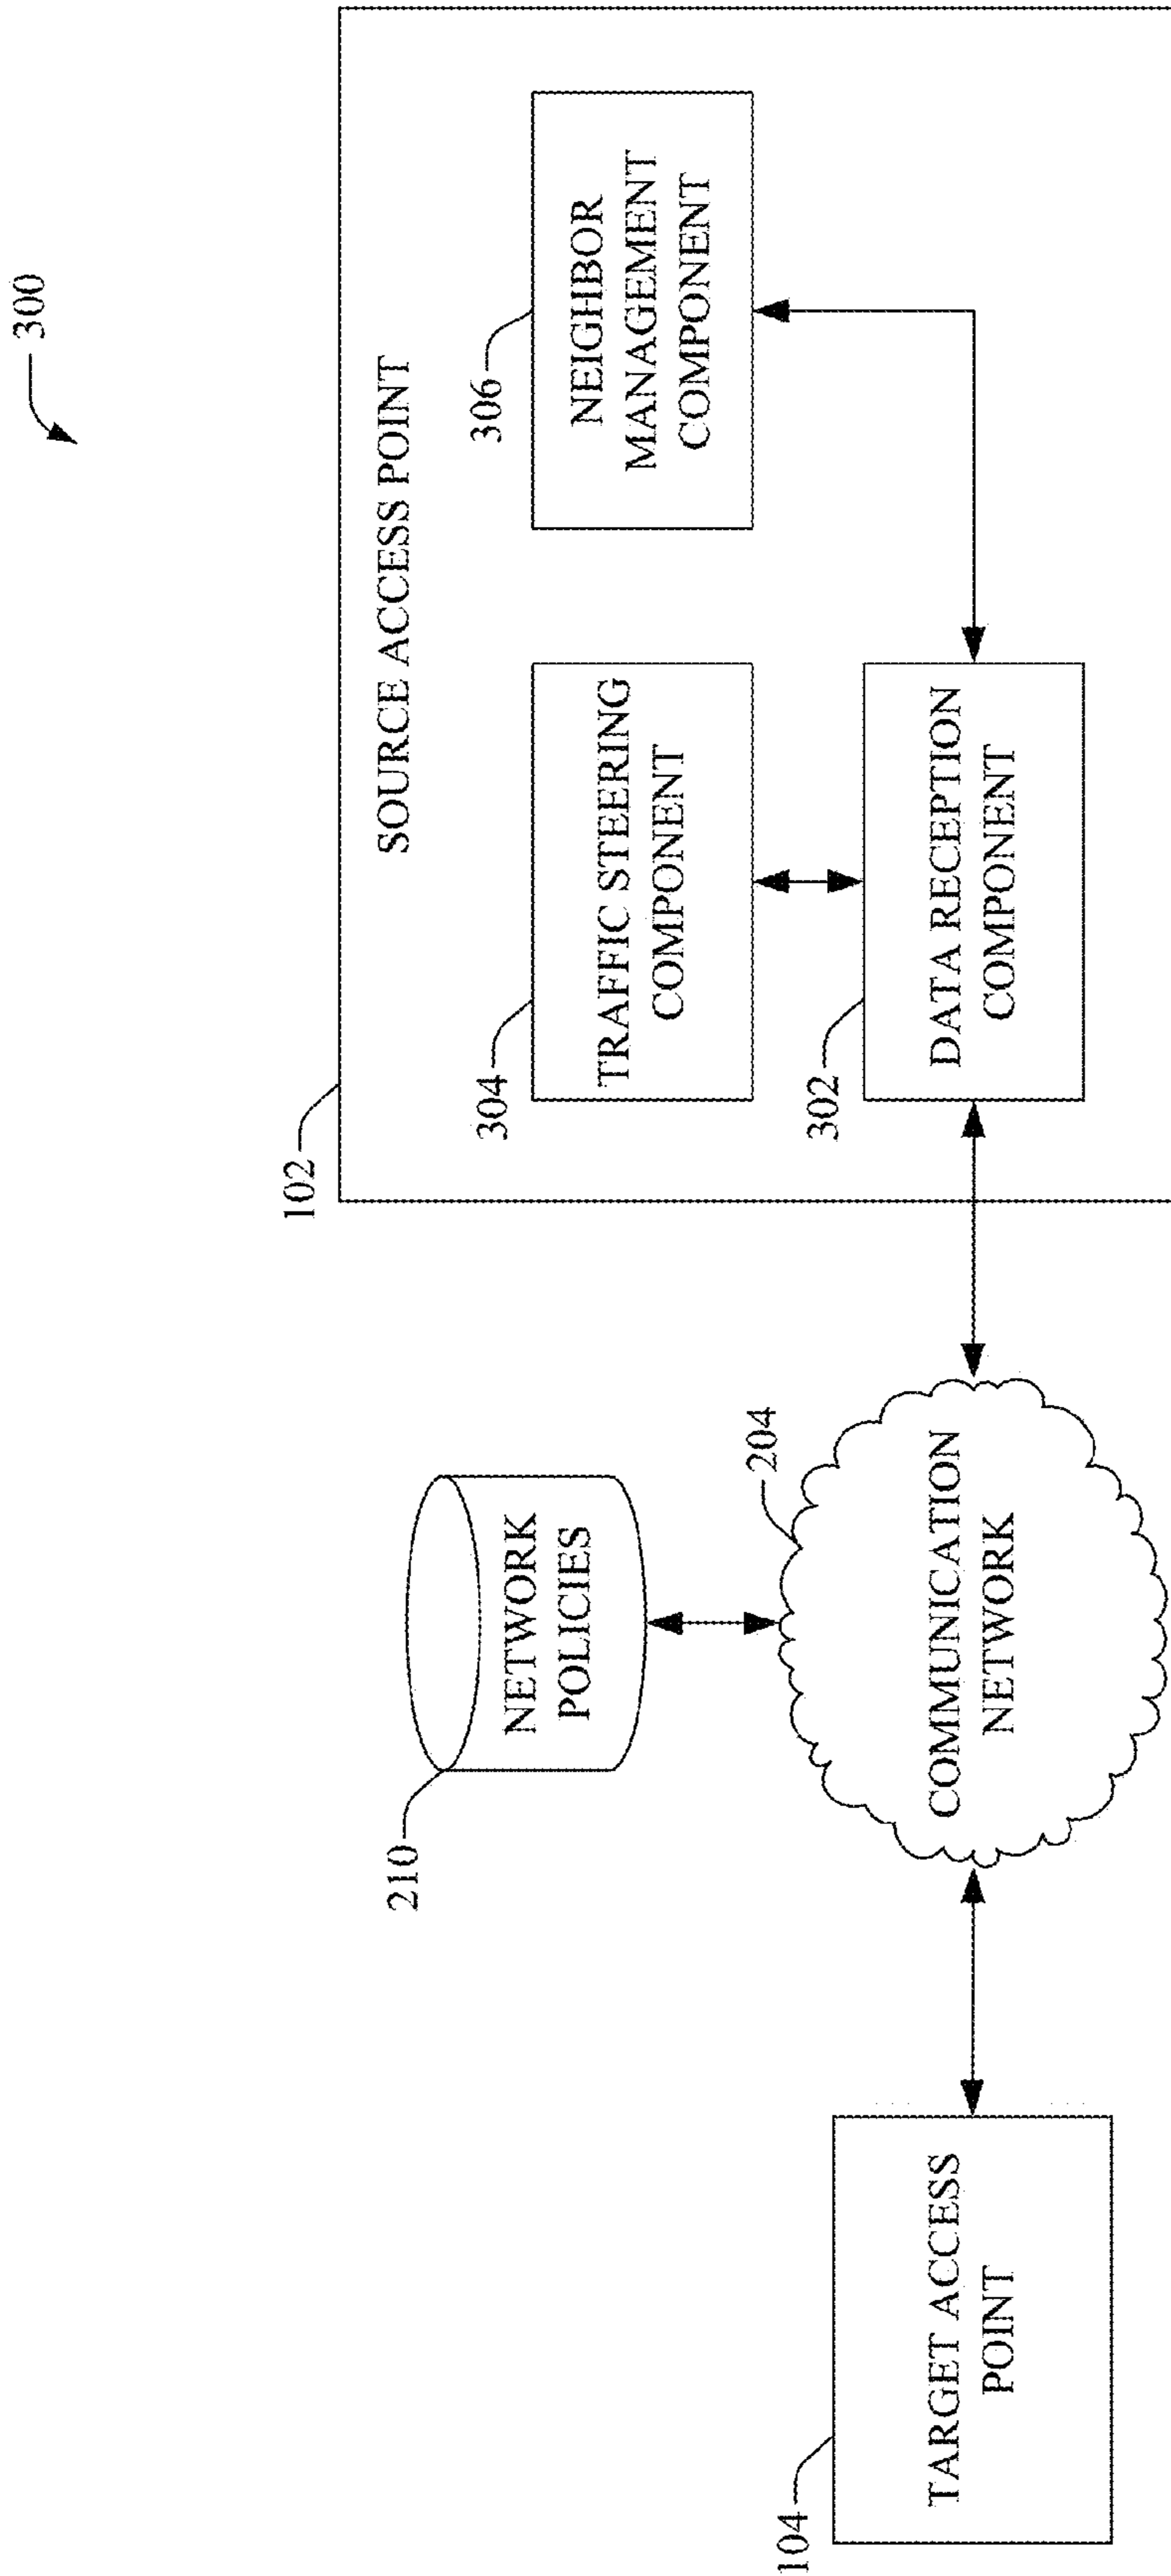 300
102
SOURCE ACCESS POINT
304
TRAFFIC STEERING
COMPONENT
306
NEIGHBOR
MANAGEMENT
COMPONENT
302
DATA RECEPTION
COMPONENT
210
NETWORK
POLICIES
204
COMMUNICATION
NETWORK
104
TARGET ACCESS
POINT